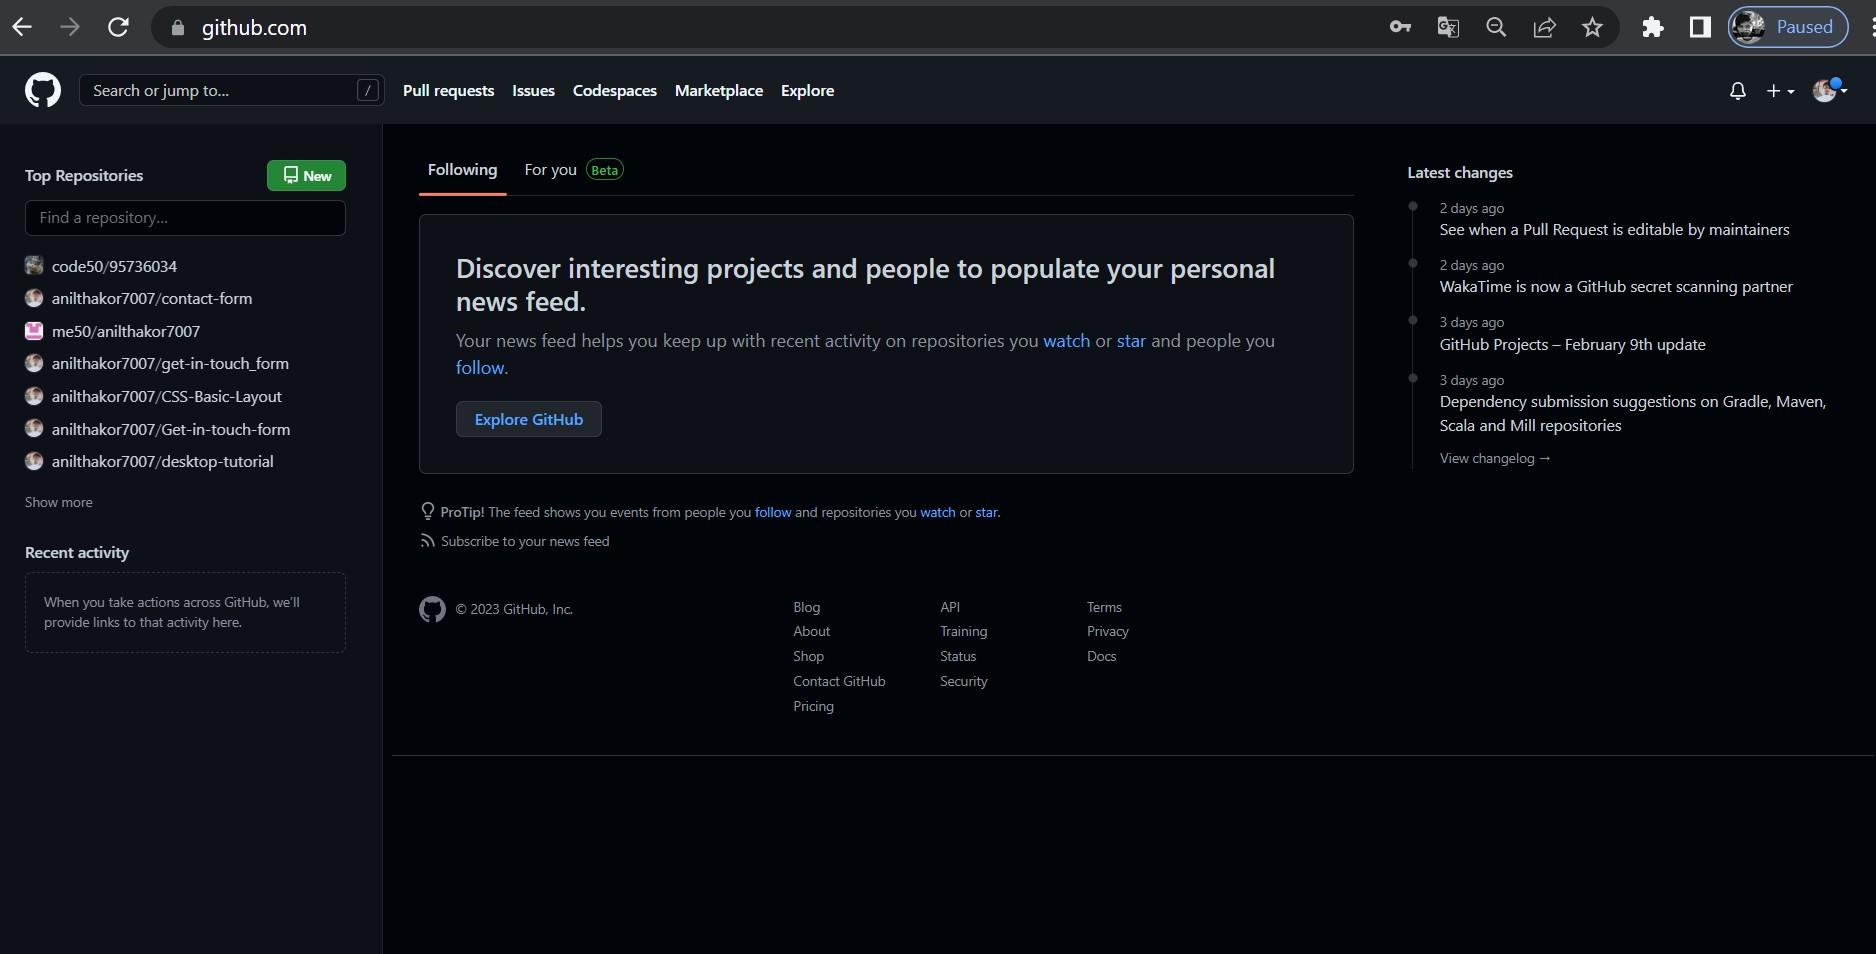 github.com
Paused
Search or jump to...
/
Pull requests
Issues
Codespaces
Marketplace
Explore
Top Repositories
New
Find a repository...
code50/95736034
anilthakor7007/contact-form
me50/anilthakor7007
anilthakor7007/get-in-touch_form
anilthakor7007/CSS-Basic-Layout
anilthakor7007/Get-in-touch-form
anilthakor7007/desktop-tutorial
Show more
Recent activity
When you take actions across GitHub, we'll
provide links to that activity here.
Following
For you
Beta
Discover interesting projects and people to populate your personal
news feed.
Your news feed helps you keep up with recent activity on repositories you watch or star and people you
follow.
Explore GitHub
ProTip! The feed shows you events from people you follow and repositories you watch or star.
Subscribe to your news feed
© 2023 GitHub, Inc.
Blog
About
Shop
Contact GitHub
Pricing
API
Training
Status
Security
Terms
Privacy
Docs
Latest changes
2 days ago
See when a Pull Request is editable by maintainers
2 days ago
WakaTime is now a GitHub secret scanning partner
3 days ago
GitHub Projects – February 9th update
3 days ago
Dependency submission suggestions on Gradle, Maven,
Scala and Mill repositories
View changelog →